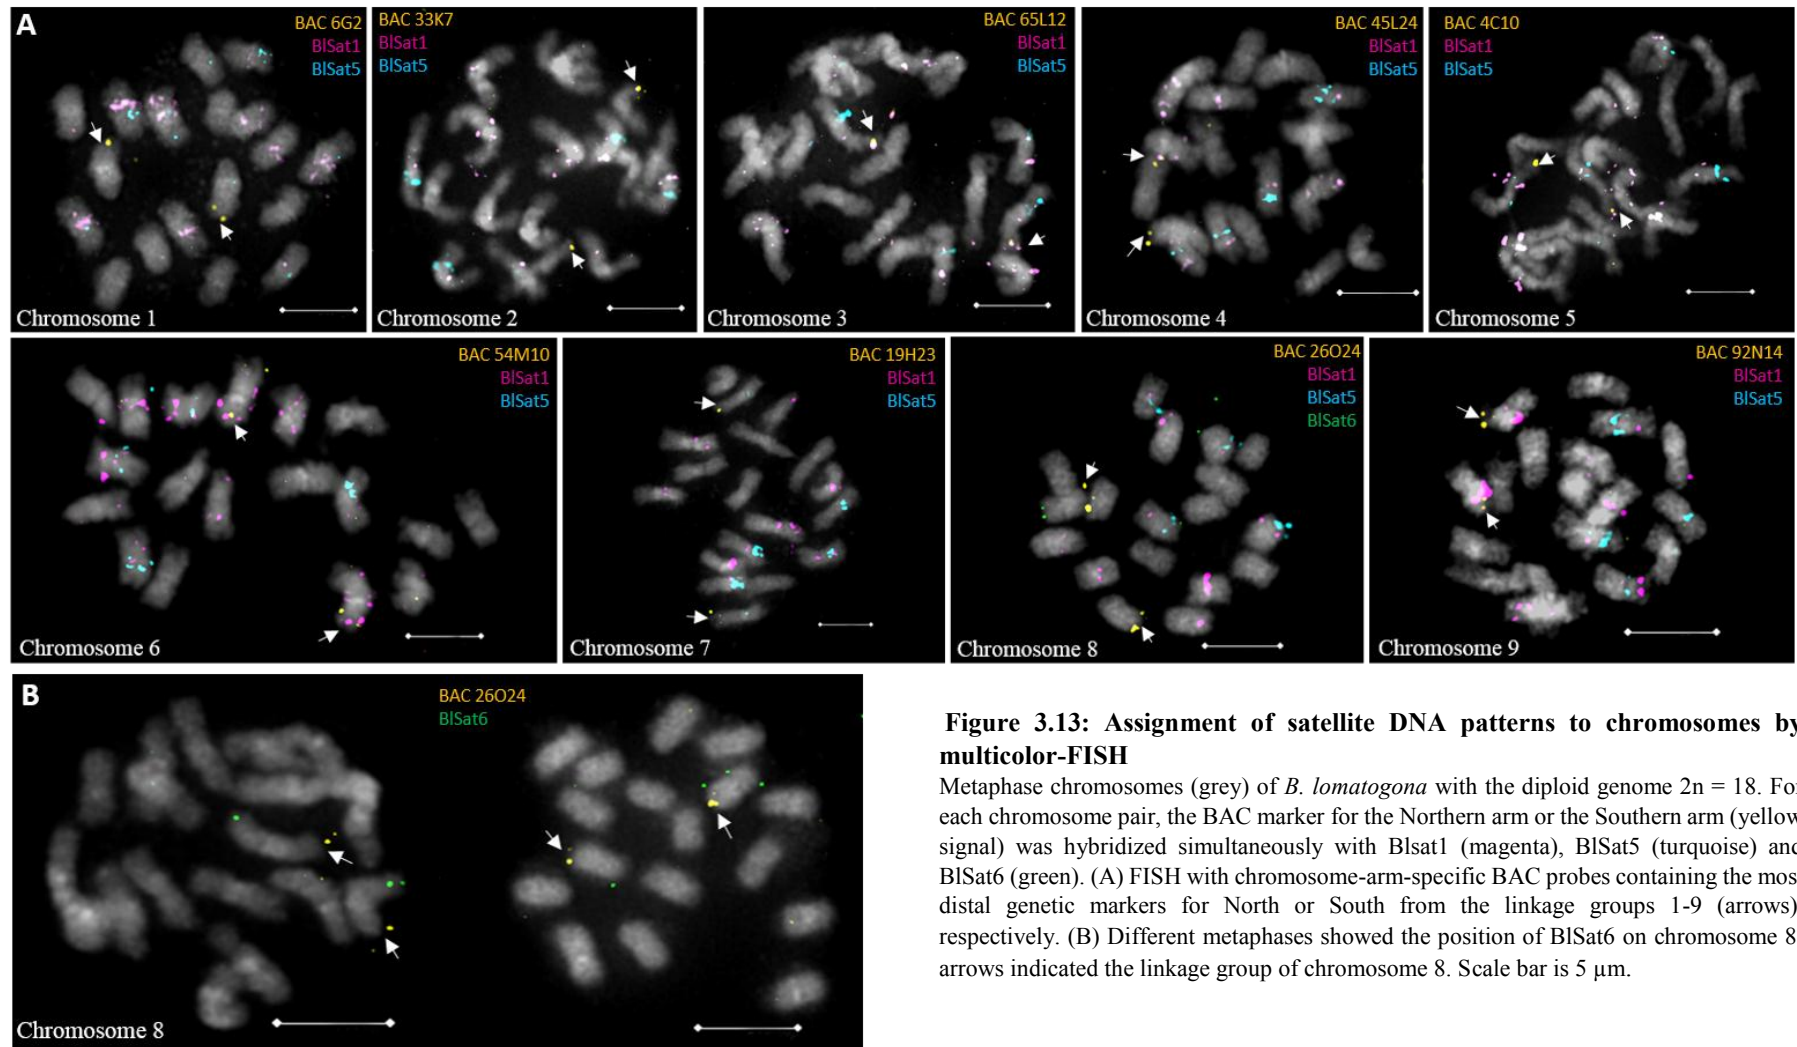 A
BAC 6G2
BlSat1
BlSat5
Chromosome 1
BAC 33K7
BlSat1
BlSat5
Chromosome 2
BAC 65L12
BlSat1
BlSat5
Chromosome 3
BAC 45L24
BlSat1
BlSat5
Chromosome 4
BAC 4C10
BlSat1
BlSat5
Chromosome 5
BAC 54M10
BlSat1
BlSat5
Chromosome 6
BAC 19H23
BlSat1
BlSat5
Chromosome 7
BAC 26O24
BlSat1
BlSat5
BlSat6
Chromosome 8
BAC 92N14
BlSat1
BlSat5
Chromosome 9
B
BAC 26O24
BlSat6
Chromosome 8
Figure 3.13: Assignment of satellite DNA patterns to chromosomes by
multicolor-FISH
Metaphase chromosomes (grey) of B. lomatogona with the diploid genome 2n = 18. For
each chromosome pair, the BAC marker for the Northern arm or the Southern arm (yellow
signal) was hybridized simultaneously with Blsat1 (magenta), BlSat5 (turquoise) and
BlSat6 (green). (A) FISH with chromosome-arm-specific BAC probes containing the mos
distal genetic markers for North or South from the linkage groups 1-9 (arrows)
respectively. (B) Different metaphases showed the position of BlSat6 on chromosome 8
arrows indicated the linkage group of chromosome 8. Scale bar is 5 µm.